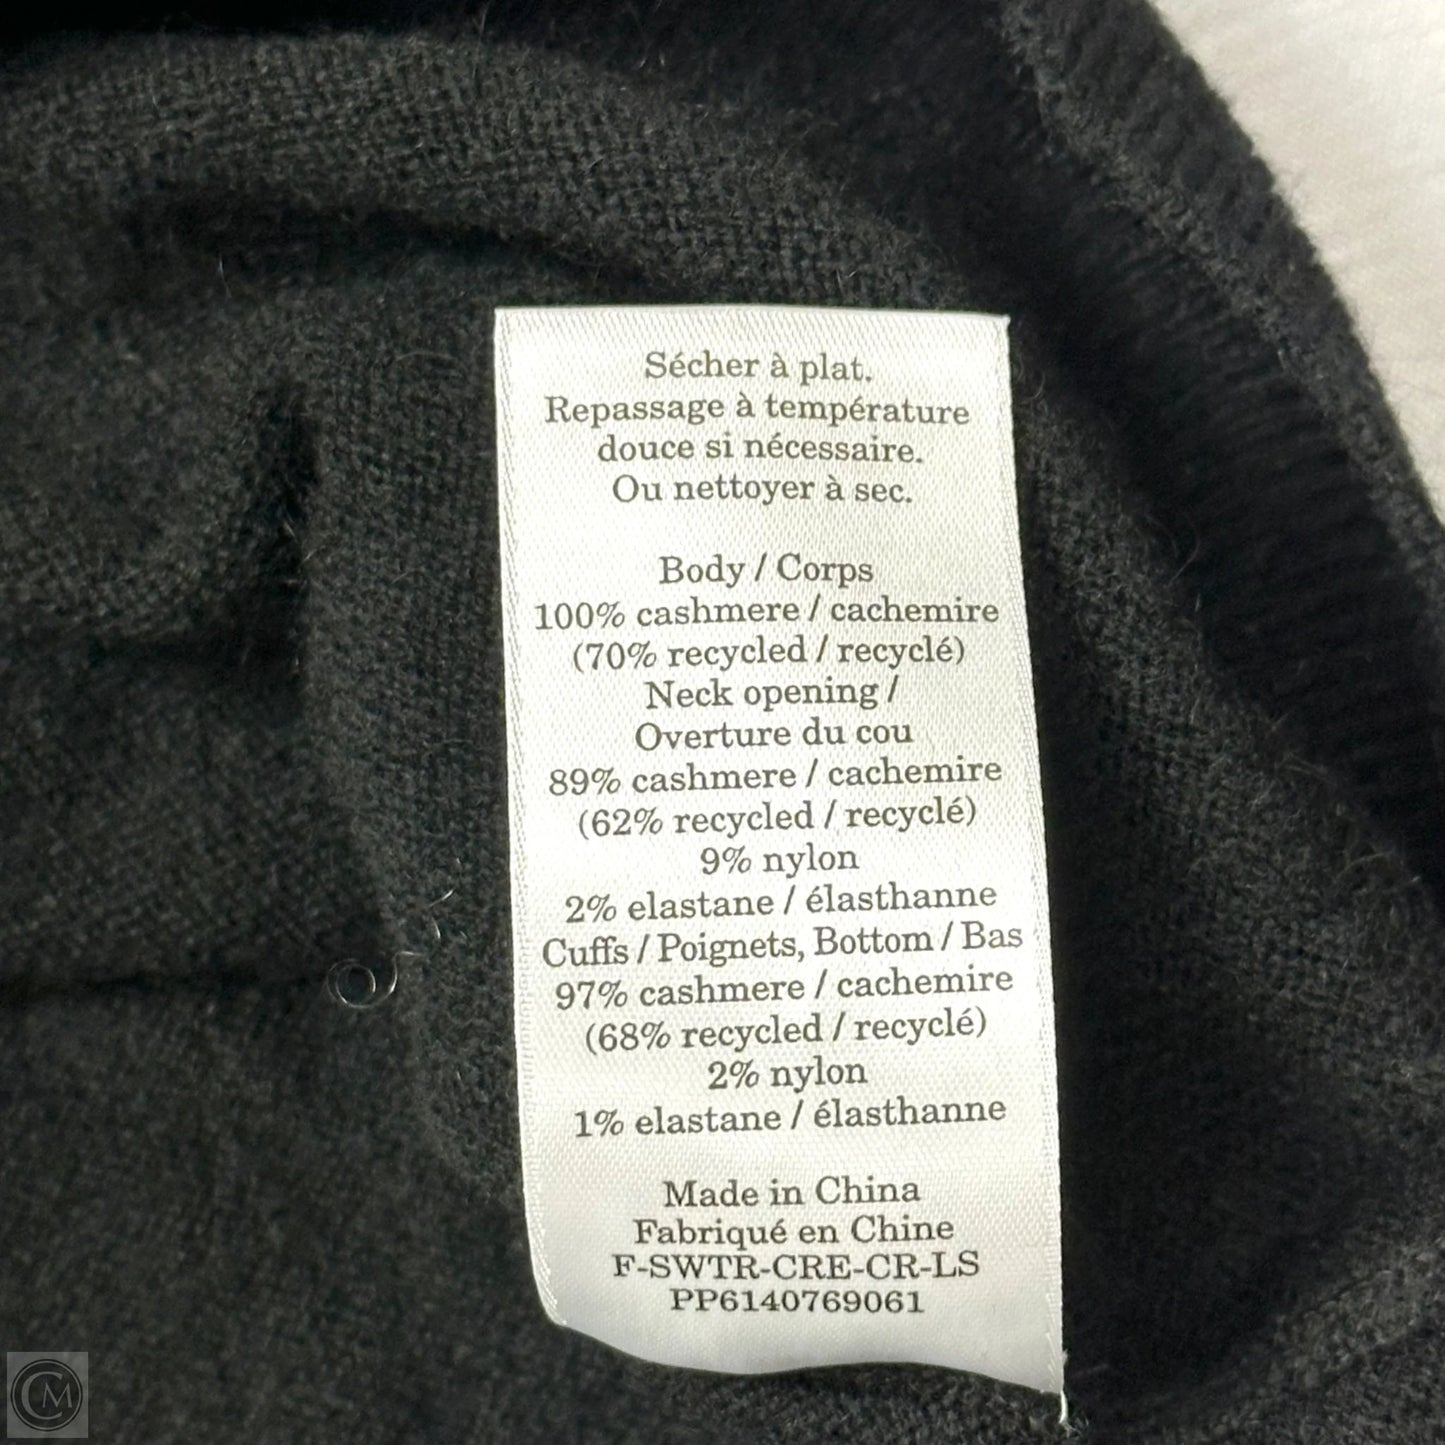 Sécher à plat.
Repassage à température
douce si nécessaire.
Ou nettoyer à sec.
Body / Corps
100% cashmere / cachemire
(70% recycled / recyclé)
Neck opening /
Overture du cou
89% cashmere / cachemire
(62% recycled / recyclé)
9% nylon
2% elastane / élasthanne
Cuffs / Poignets, Bottom / Bas
97% cashmere / cachemire
(68% recycled / recyclé)
2% nylon
1% elastane / élasthanne
Made in China
Fabriqué en Chine
F-SWTR-CRE-CR-LS
PP6140769061
CM